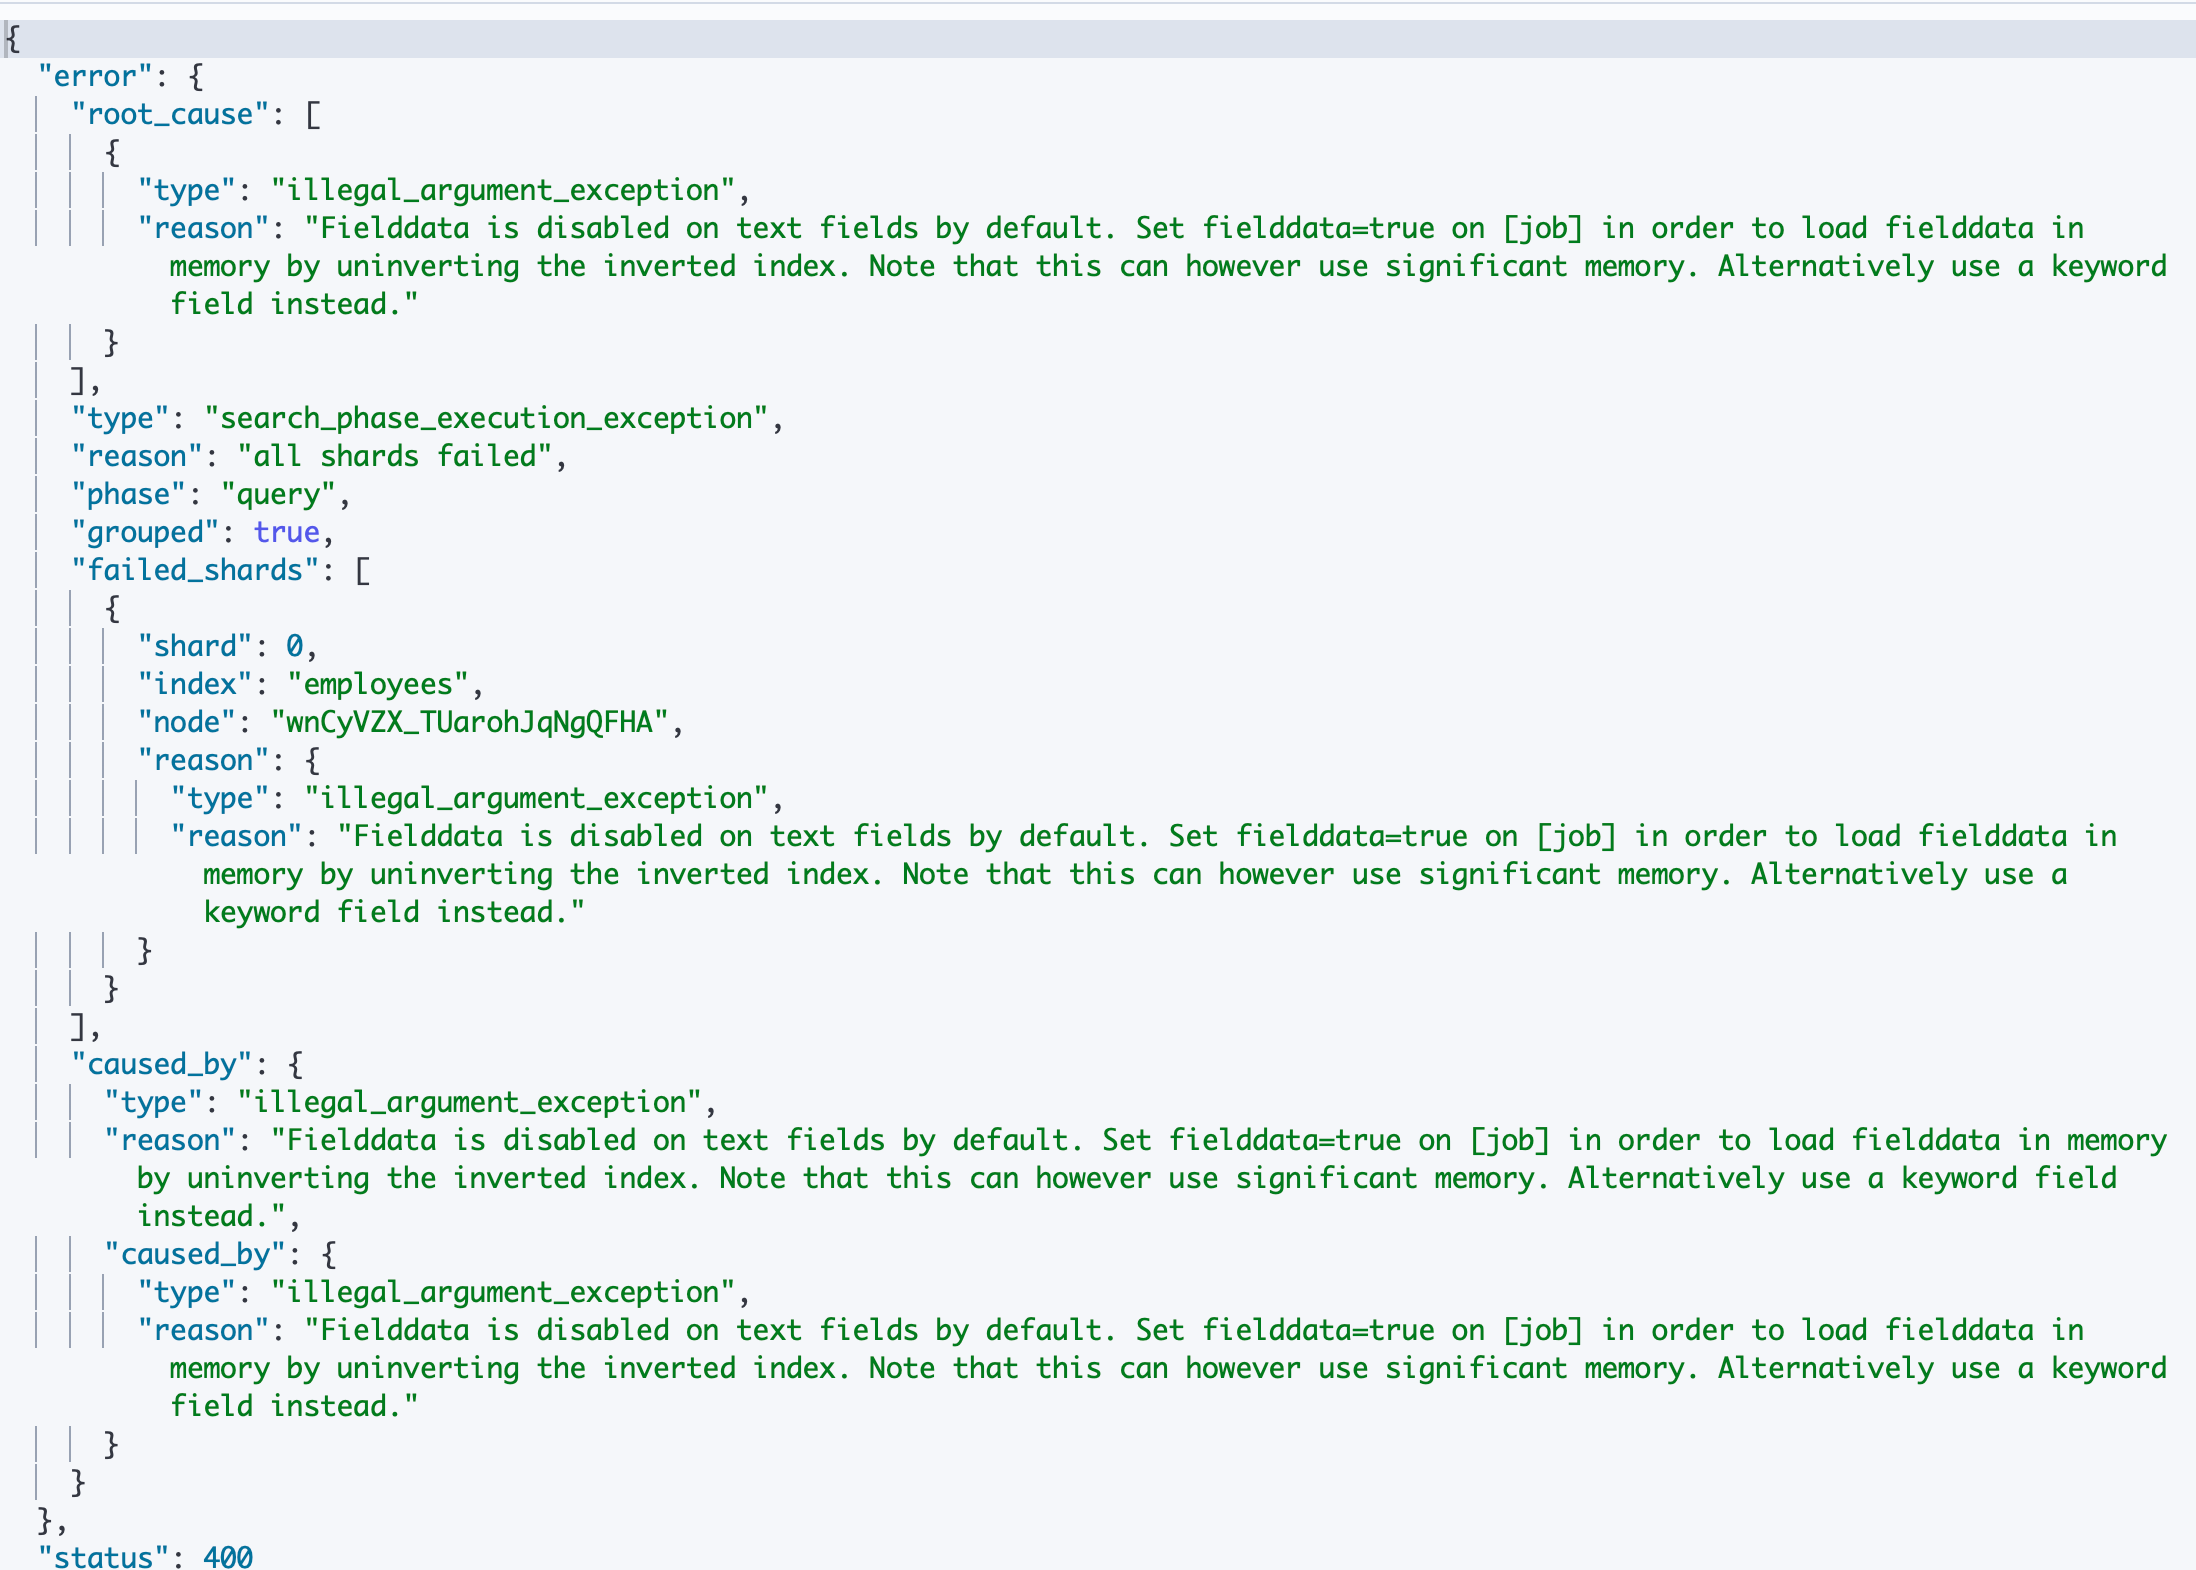 {
"error": {
"root_cause": [
{
"type": "illegal_argument_exception",
"reason": "Fielddata is disabled on text fields by default. Set fielddata=true on [job] in order to load fielddata in
memory by uninverting the inverted index. Note that this can however use significant memory. Alternatively use a keyword
field instead."
}
],
"type": "search_phase_execution_exception",
"reason": "all shards failed",
"phase": "query",
"grouped": true,
"failed_shards": [
{
"shard": 0,
"index": "employees",
"node": "wnCyVZX_TUarohJqNgQFHA",
"reason": {
"type": "illegal_argument_exception",
"reason": "Fielddata is disabled on text fields by default. Set fielddata=true on [job] in order to load fielddata in
memory by uninverting the inverted index. Note that this can however use significant memory. Alternatively use a
keyword field instead."
}
}
],
"caused_by": {
"type": "illegal_argument_exception",
"reason": "Fielddata is disabled on text fields by default. Set fielddata=true on [job] in order to load fielddata in memory
by uninverting the inverted index. Note that this can however use significant memory. Alternatively use a keyword field
instead.",
"caused_by": {
"type": "illegal_argument_exception",
"reason": "Fielddata is disabled on text fields by default. Set fielddata=true on [job] in order to load fielddata in
memory by uninverting the inverted index. Note that this can however use significant memory. Alternatively use a keyword
field instead."
}
}
},
"status": 400